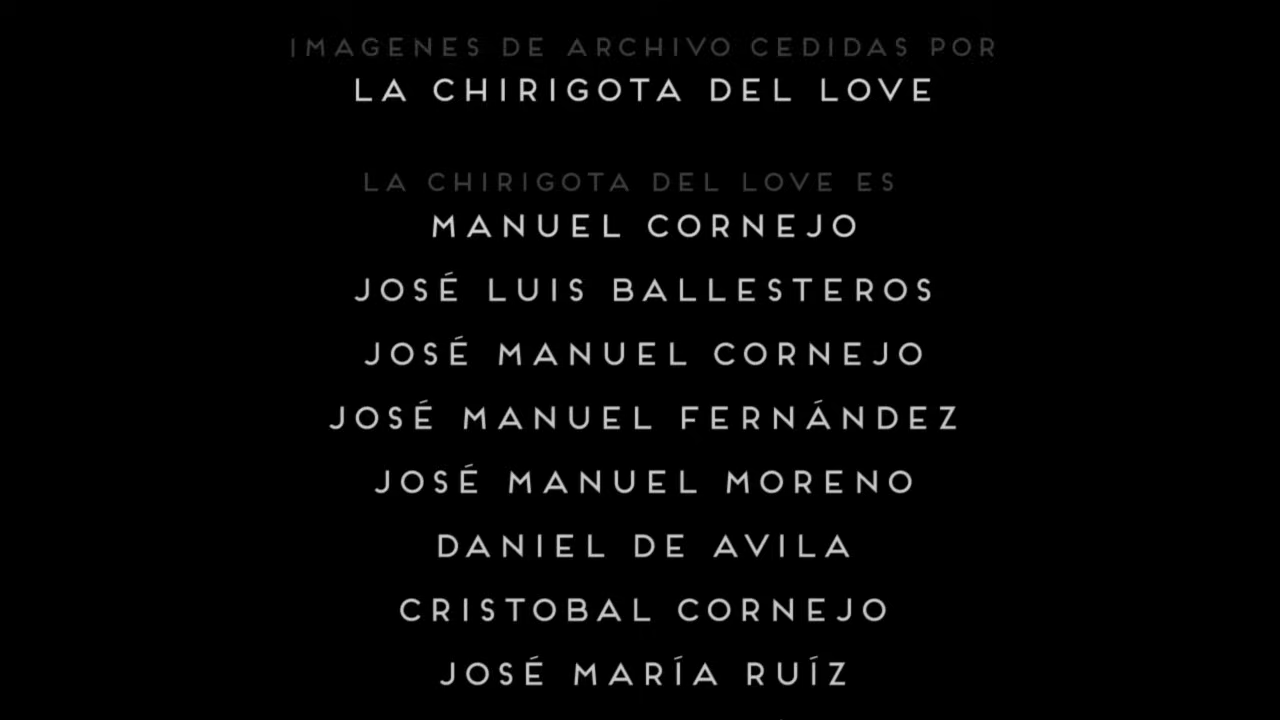 IMAGENES DE ARCHIVO CEDIDAS POR
LA CHIRIGOTA DEL LOVE
LA CHIRIGOTA DEL LOVE ES
MANUEL CORNEJO
JOSÉ LUIS BALLESTEROS
JOSÉ MANUEL CORNEJO
JOSÉ MANUEL FERNÁNDEZ
JOSÉ MANUEL MORENO
DANIEL DE AVILA
CRISTOBAL CORNEJO
JOSÉ MARÍA RUÍZ